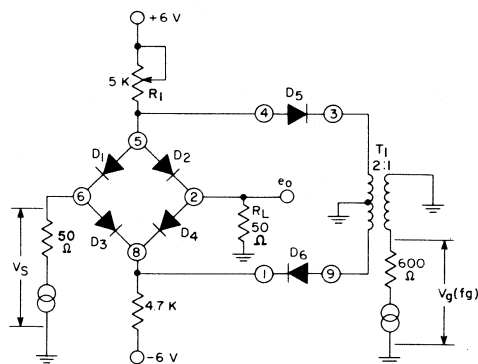 +6 V
5 K
R1
D5
4
3
5
T1
2:1
D1
D2
6
2
eo
50
Ω
RL
50
Ω
D3
D4
8
D6
1
9
600
Ω
VS
Vg(fg)
4.7 K
-6 V